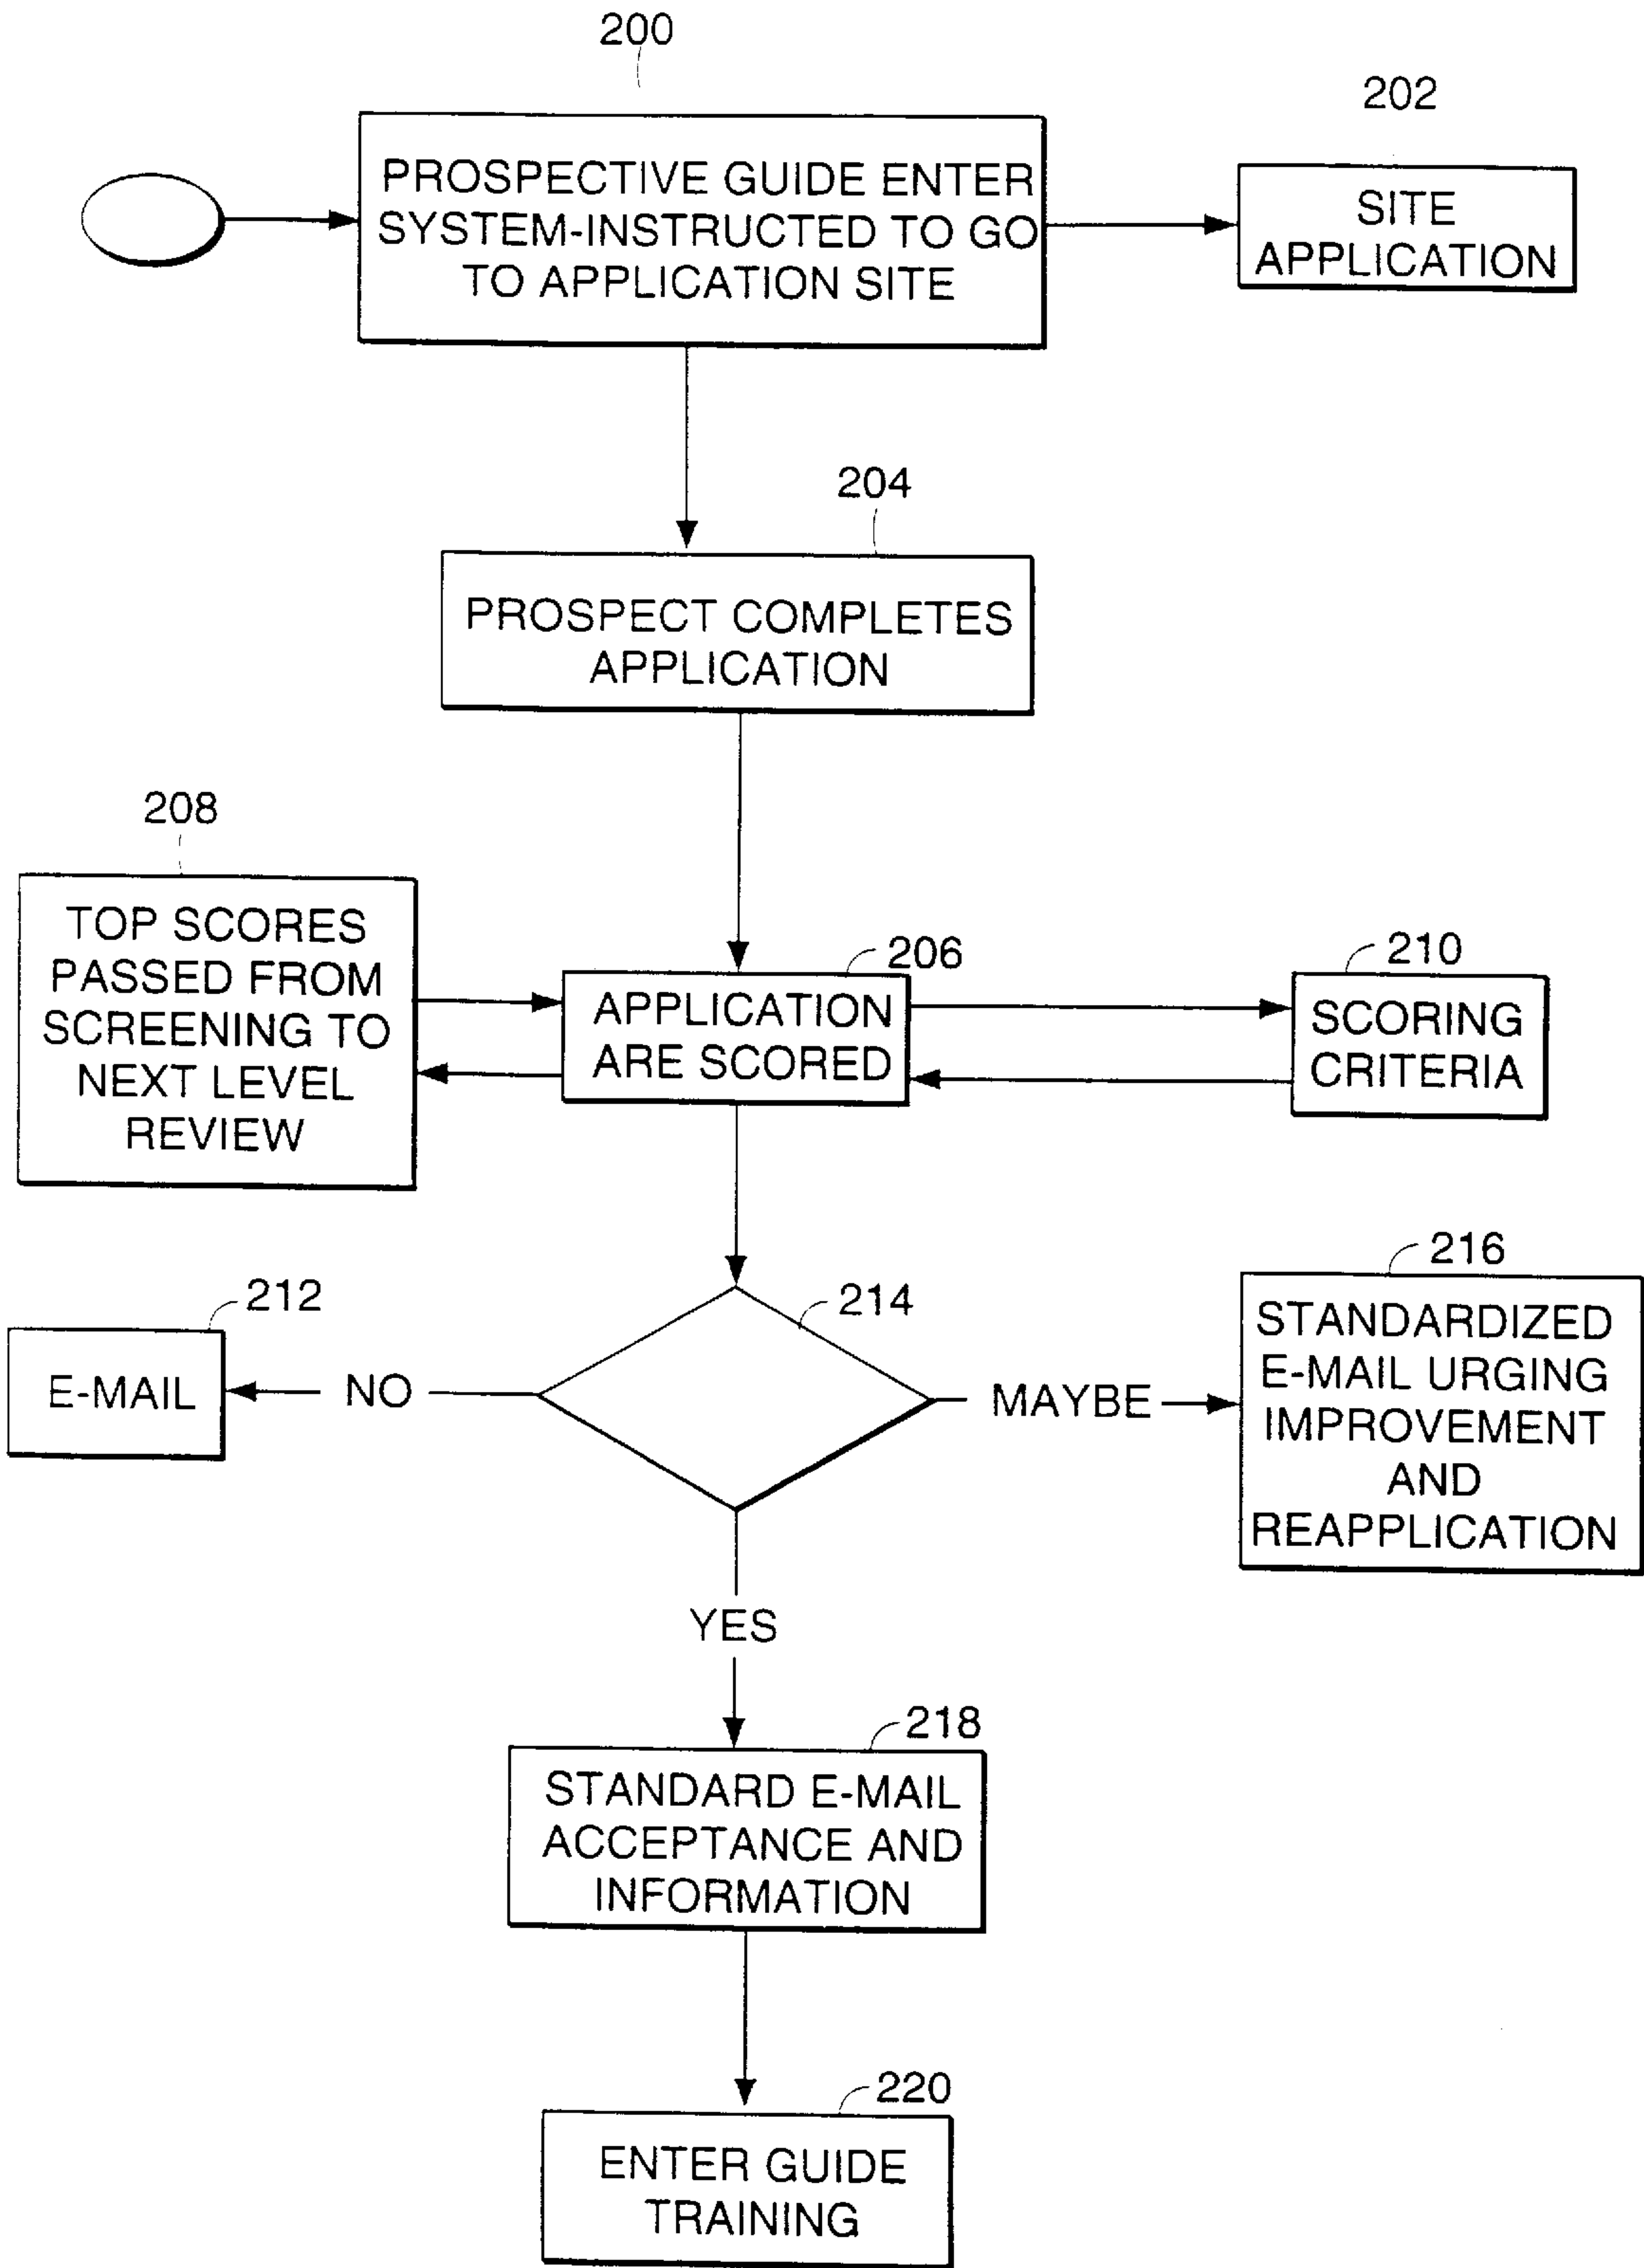 200
PROSPECTIVE GUIDE ENTER
SYSTEM-INSTRUCTED TO GO
TO APPLICATION SITE
202
SITE
APPLICATION
204
PROSPECT COMPLETES
APPLICATION
208
TOP SCORES
PASSED FROM
SCREENING TO
NEXT LEVEL
REVIEW
206
APPLICATION
ARE SCORED
210
SCORING
CRITERIA
212
E-MAIL
NO
214
MAYBE
216
STANDARDIZED
E-MAIL URGING
IMPROVEMENT
AND
REAPPLICATION
YES
218
STANDARD E-MAIL
ACCEPTANCE AND
INFORMATION
220
ENTER GUIDE
TRAINING